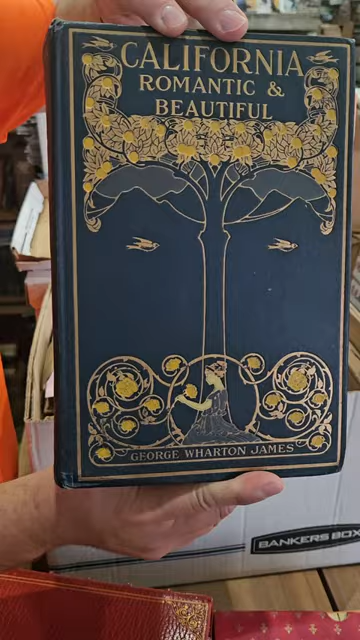 CALIFORNIA
ROMANTIC &
BEAUTIFUL
GEORGE WHARTON JAMES
BANKERS BOX